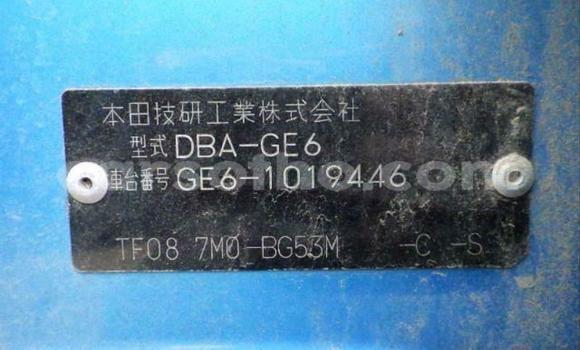 本田技研工業株式会社
型式 DBA-GE6
車台番号 GE6-1019446
TF08 7M0-BG53M -C -S